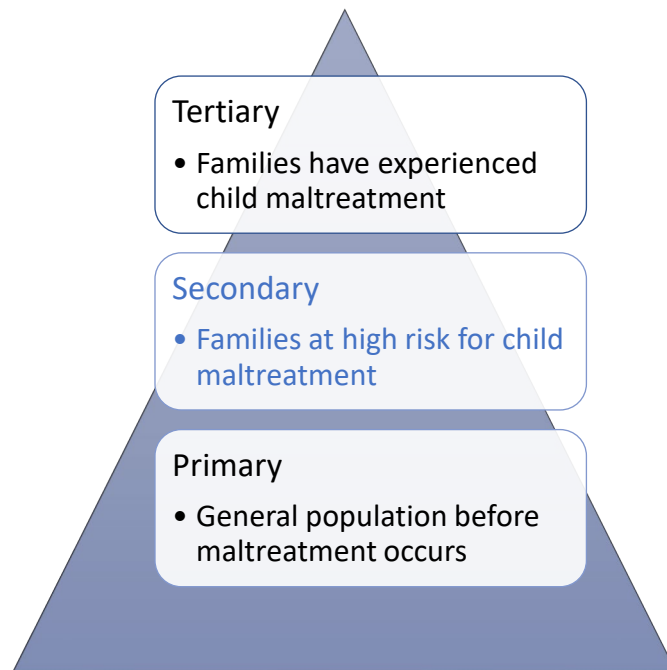 Tertiary
• Families have experienced
child maltreatment
Secondary
• Families at high risk for child
maltreatment
Primary
• General population before
maltreatment occurs